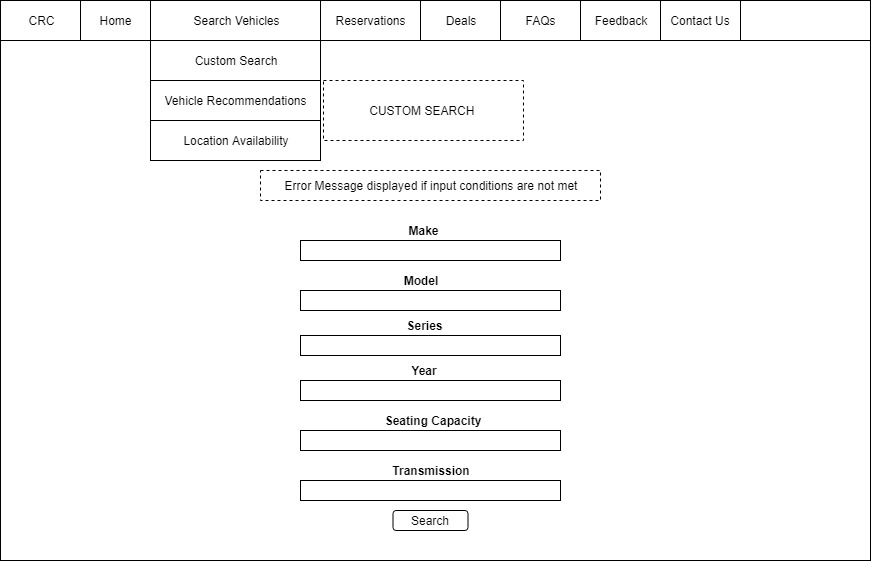 CRC
Home
Search Vehicles
Reservations
Deals
FAQs
Feedback
Contact Us
Custom Search
Vehicle Recommendations
Location Availability
CUSTOM SEARCH
Error Message displayed if input conditions are not met
Make
Model
Series
Year
Seating Capacity
Transmission
Search